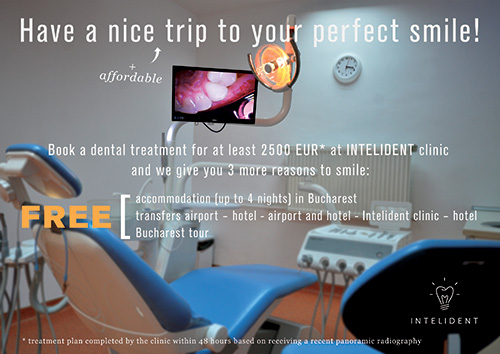 Have a nice trip to your perfect smile!
+
affordable
Book a dental treatment for at least 2500 EUR* at INTELIDENT clinic
and we give you 3 more reasons to smile:
FREE
accommodation [up to 4 nights] in Bucharest
transfers airport – hotel - airport and hotel - Intelident clinic – hotel
Bucharest tour
INTELIDENT
* treatment plan completed by the clinic within 48 hours based on receiving a recent panoramic radiography